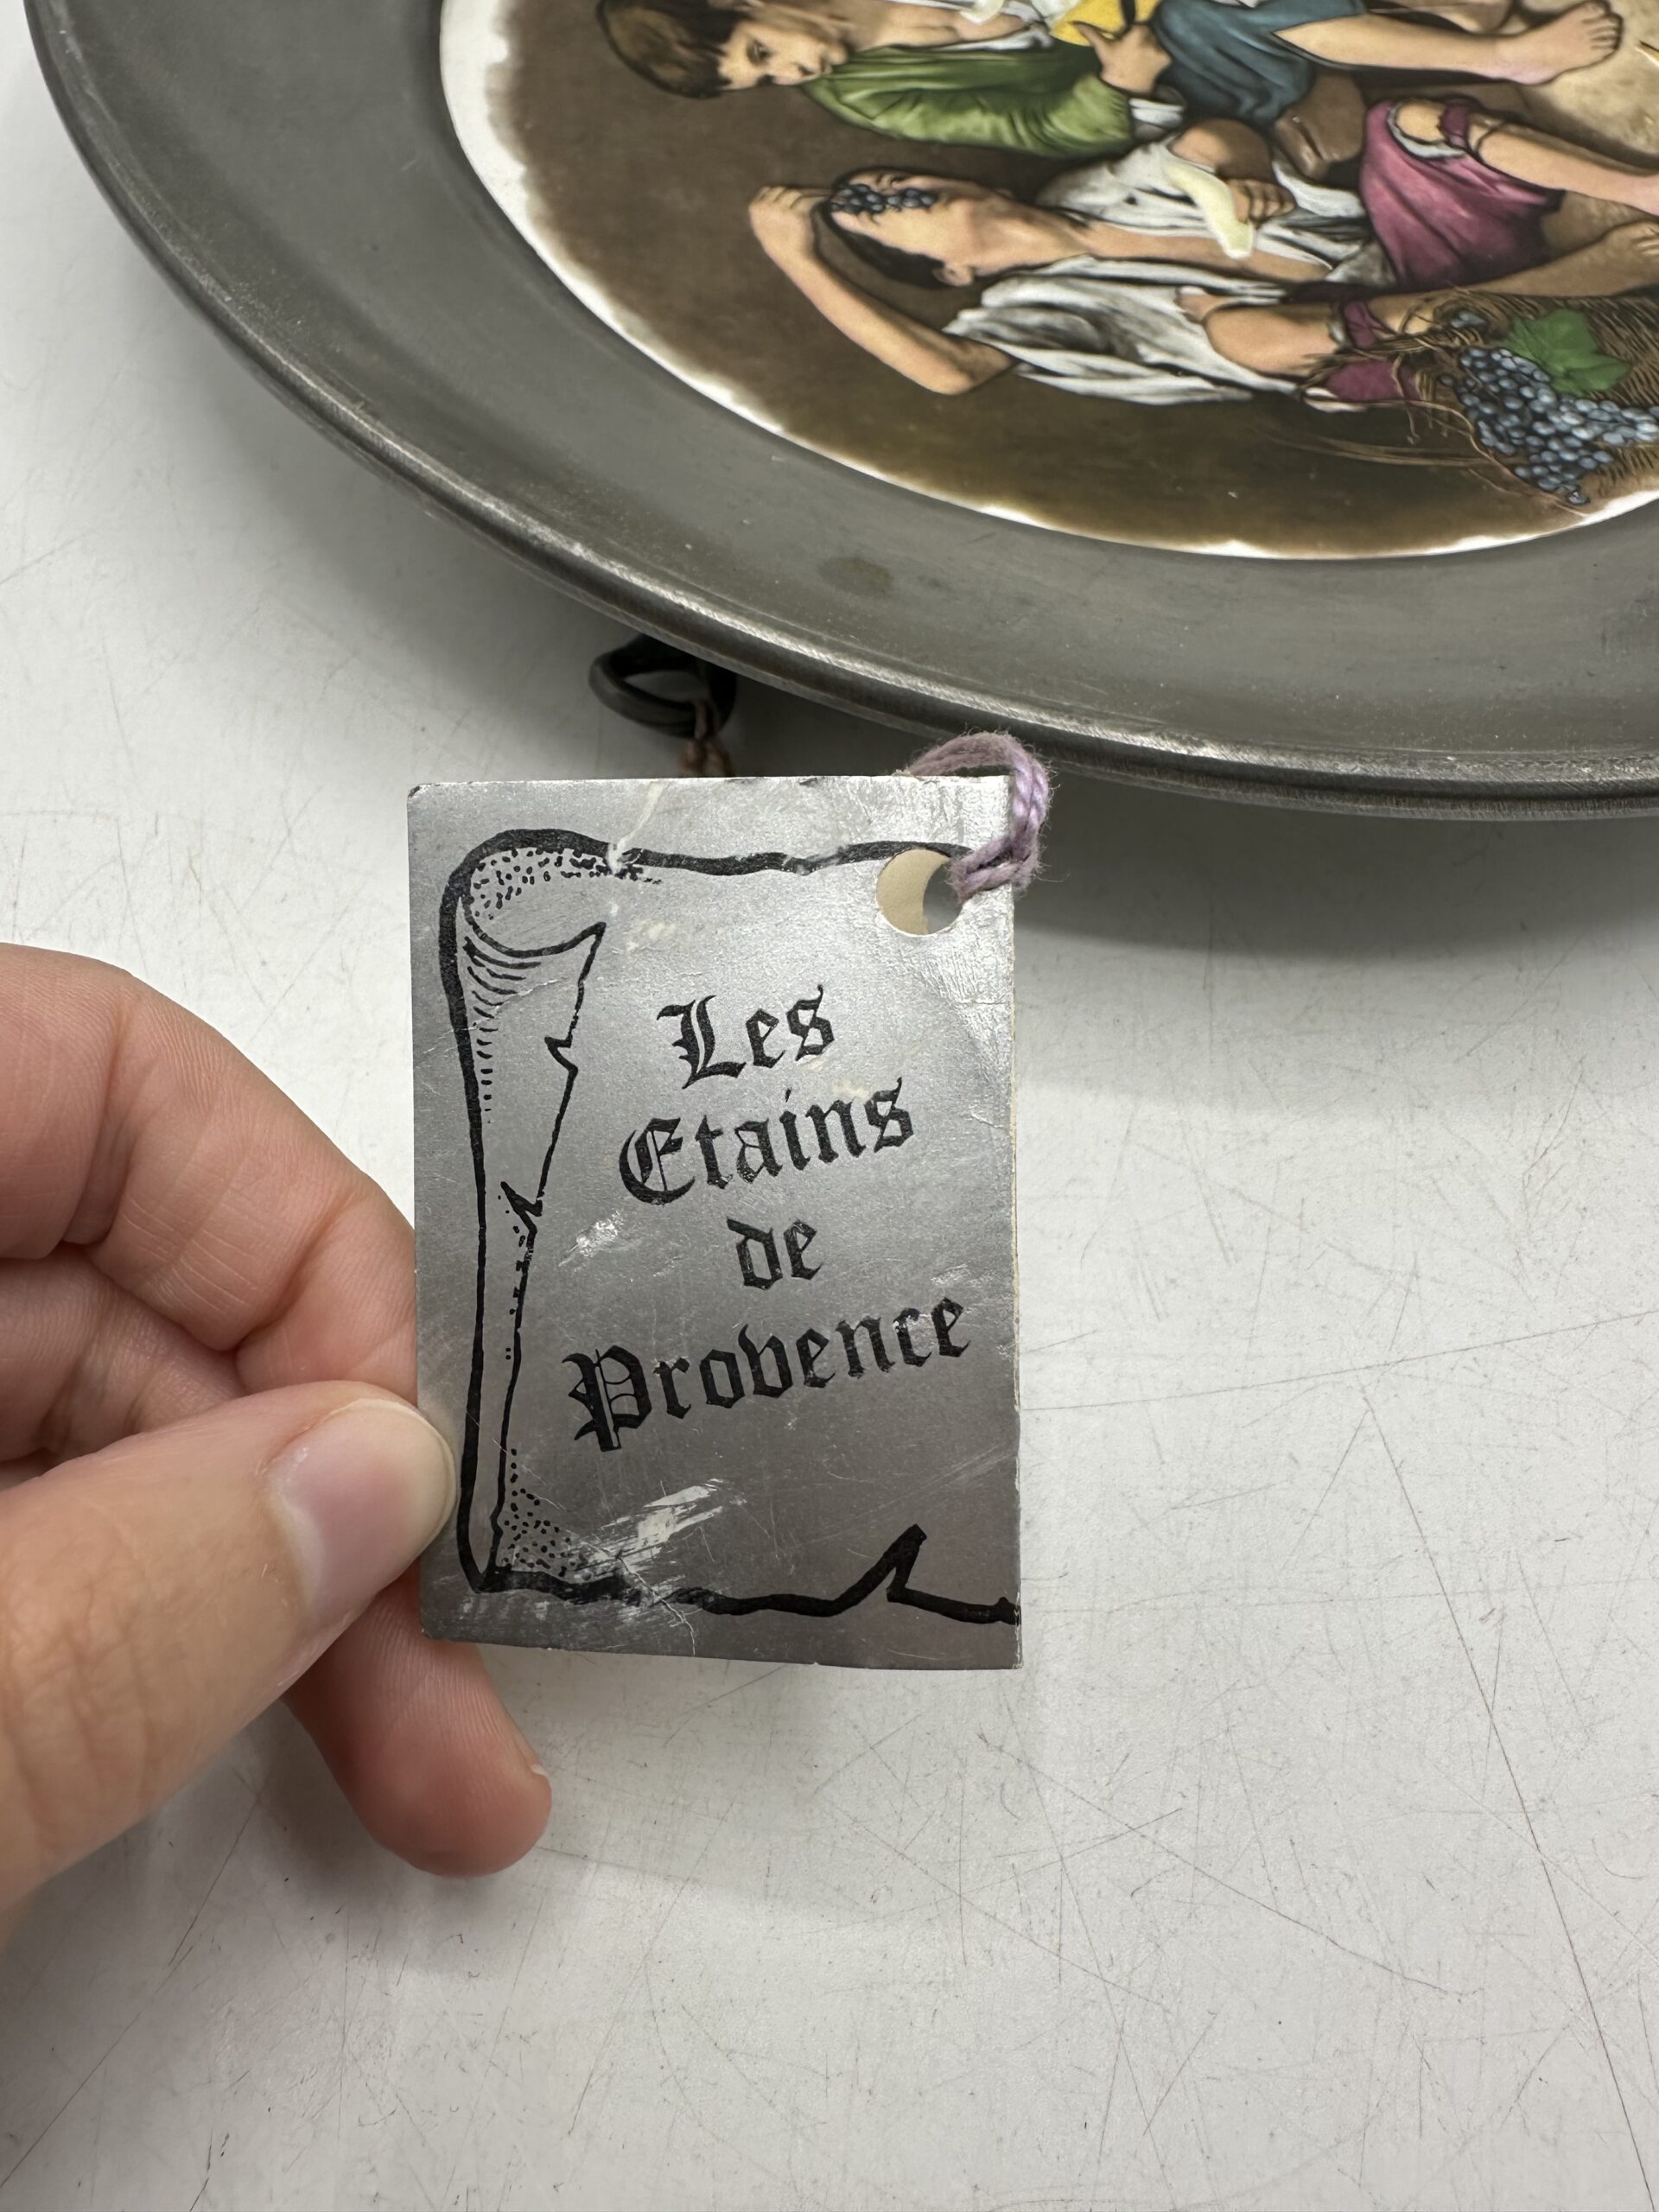 Les
Etains
de
Provence